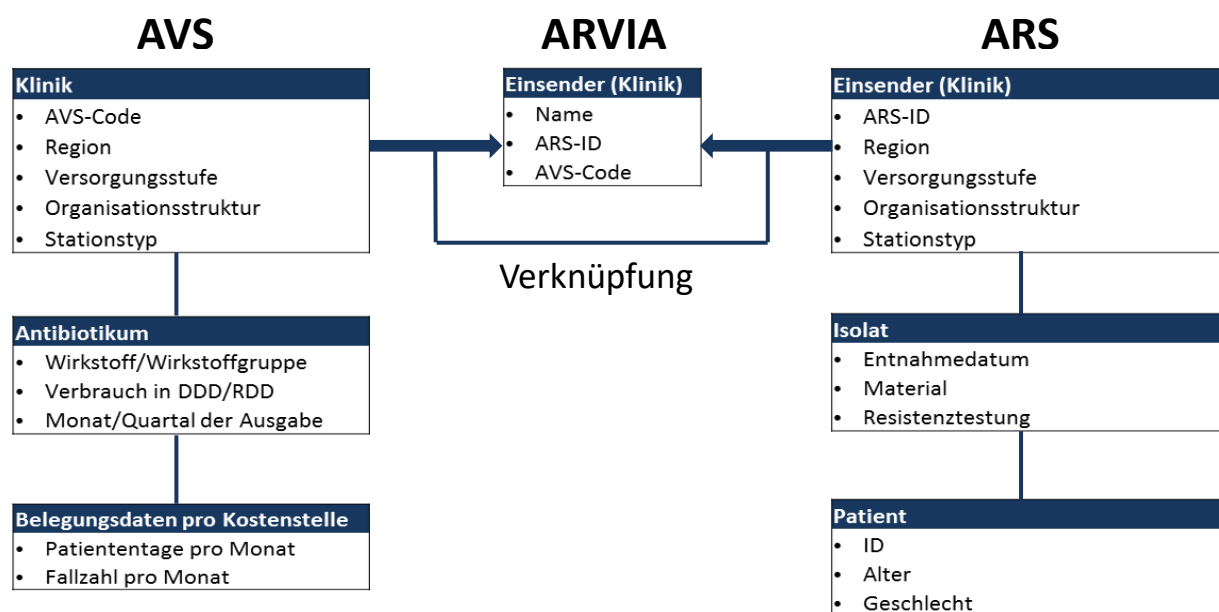 AVS
Klinik
• AVS-Code
• Region
• Versorgungsstufe
• Organisationsstruktur
• Stationstyp
Antibiotikum
• Wirkstoff/Wirkstoffgruppe
• Verbrauch in DDD/RDD
• Monat/Quartal der Ausgabe
Belegungsdaten pro Kostenstelle
• Patiententage pro Monat
• Fallzahl pro Monat
ARVIA
Einsender (Klinik)
• Name
• ARS-ID
• AVS-Code
Verknüpfung
ARS
Einsender (Klinik)
• ARS-ID
• Region
• Versorgungsstufe
• Organisationsstruktur
• Stationstyp
Isolat
• Entnahmedatum
• Material
• Resistenztestung
Patient
• ID
• Alter
• Geschlecht